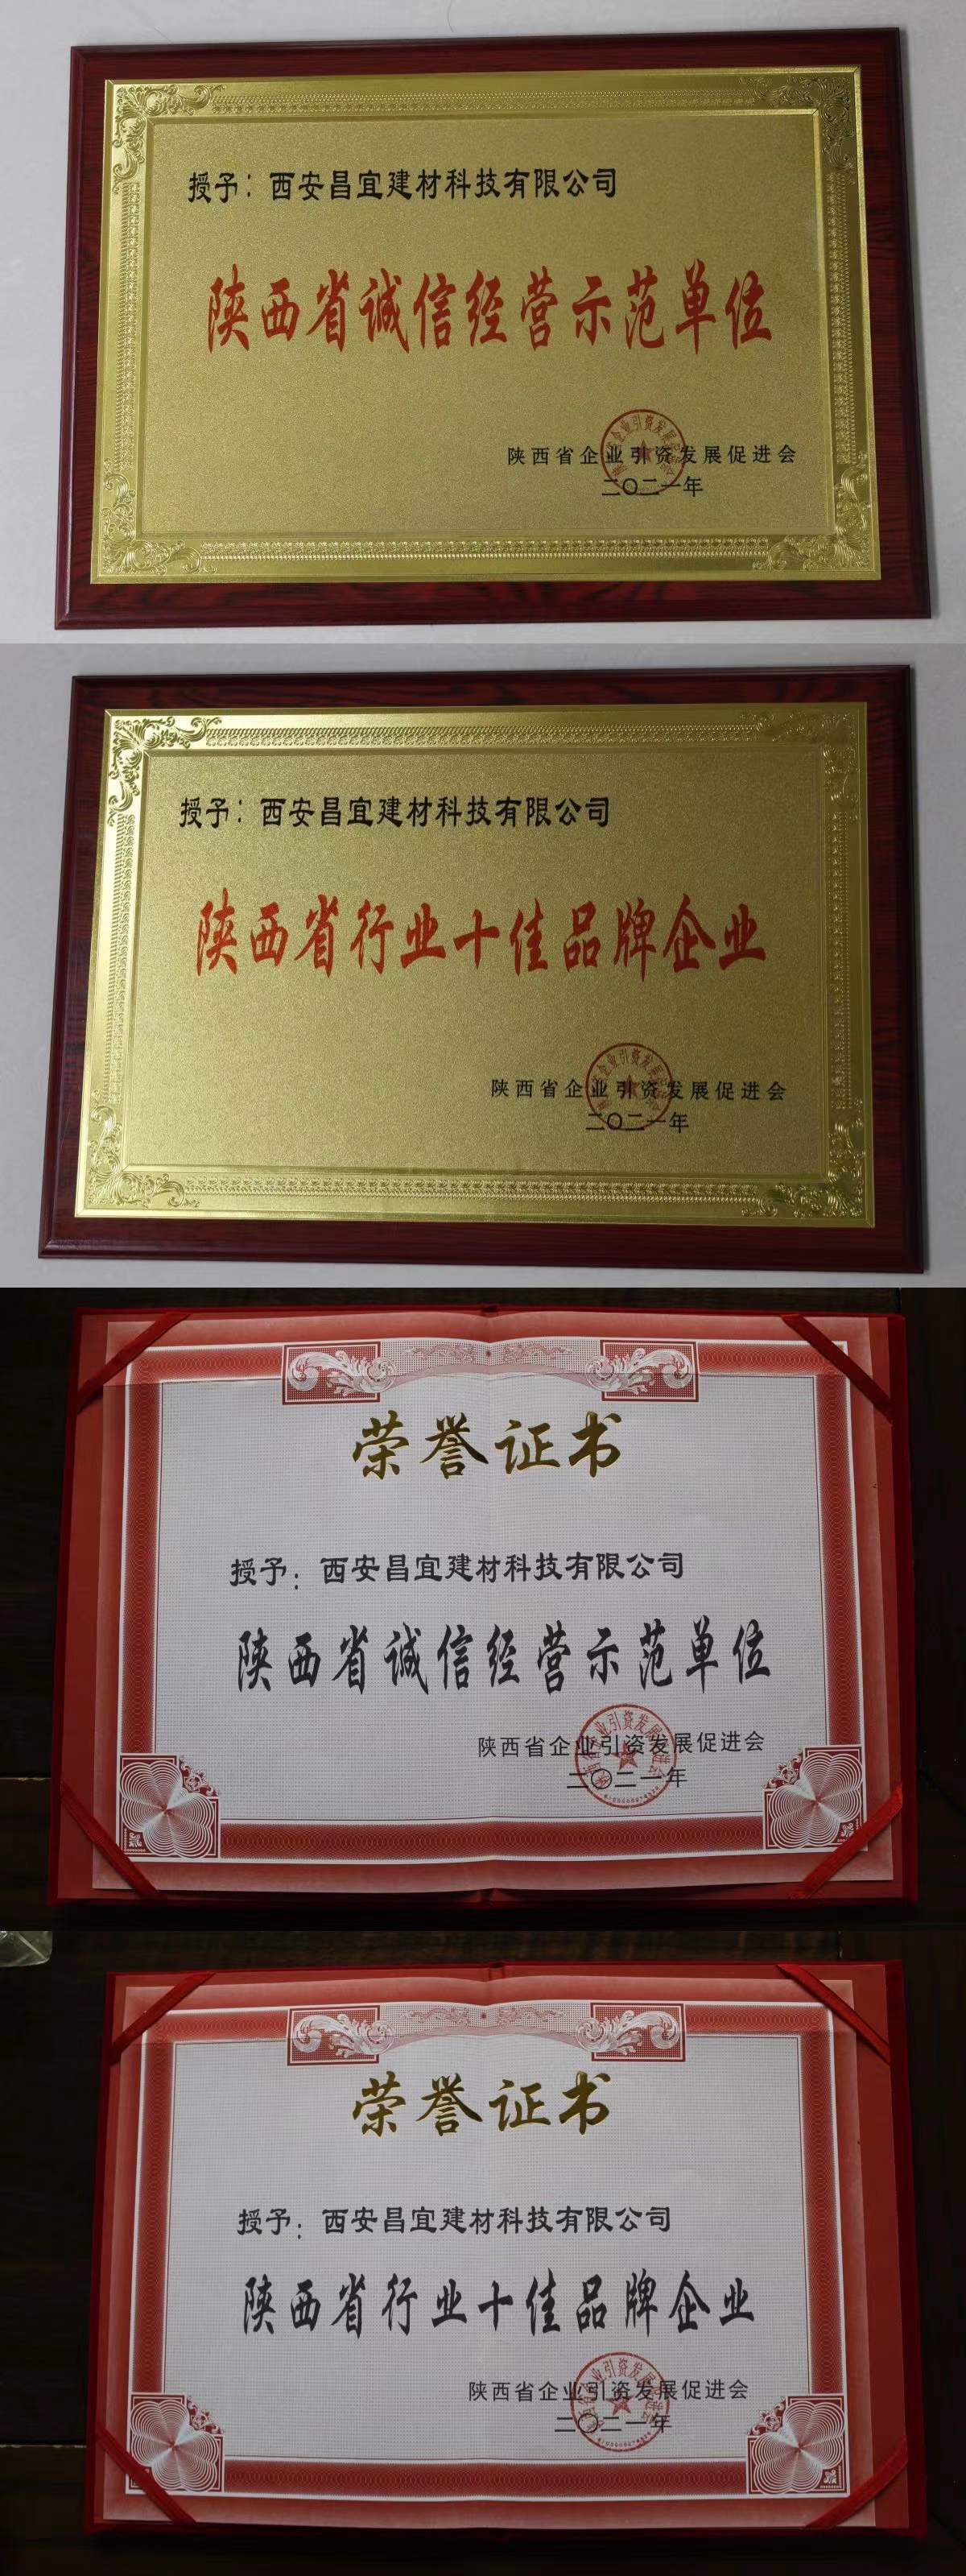 授予：西安昌宜建材科技有限公司
陕西省诚信经营示范单位
陕西省企业引资发展促进会
二〇二一年
授予：西安昌宜建材科技有限公司
陕西省行业十佳品牌企业
陕西省企业引资发展促进会
二〇二一年
荣誉证书
授予：西安昌宜建材科技有限公司
陕西省诚信经营示范单位
陕西省企业引资发展促进会
二〇二一年
荣誉证书
授予：西安昌宜建材科技有限公司
陕西省行业十佳品牌企业
陕西省企业引资发展促进会
二〇二一年